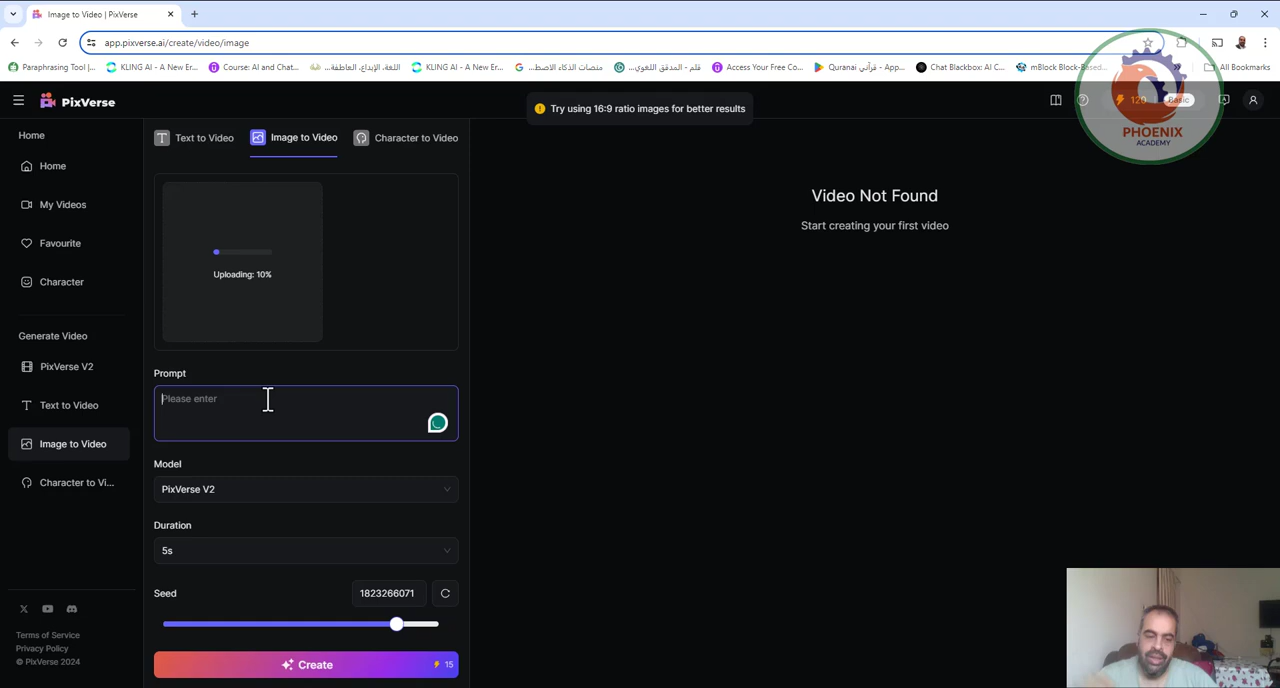 Image to Video | PixVerse
app.pixverse.ai/create/video/image
Paraphrasing Tool |...
KLING AI - A New Er...
Course: AI and Chat...
اللغة، الإبداع، العاطفة...
KLING AI - A New Er...
منصات الذكاء الاصط...
قلم - المدقق اللغوي...
Access Your Free Co...
Quranai قرآني - App...
Chat Blackbox: AI C...
mBlock Block-Based...
All Bookmarks
PixVerse
Try using 16:9 ratio images for better results
120
Basic
PHOENIX
ACADEMY
Home
Home
My Videos
Favourite
Character
Generate Video
PixVerse V2
Text to Video
Image to Video
Character to Vi...
Terms of Service
Privacy Policy
© PixVerse 2024
Text to Video
Image to Video
Character to Video
Uploading: 10%
Prompt
Please enter
Model
PixVerse V2
Duration
5s
Seed
1823266071
Create
15
Video Not Found
Start creating your first video